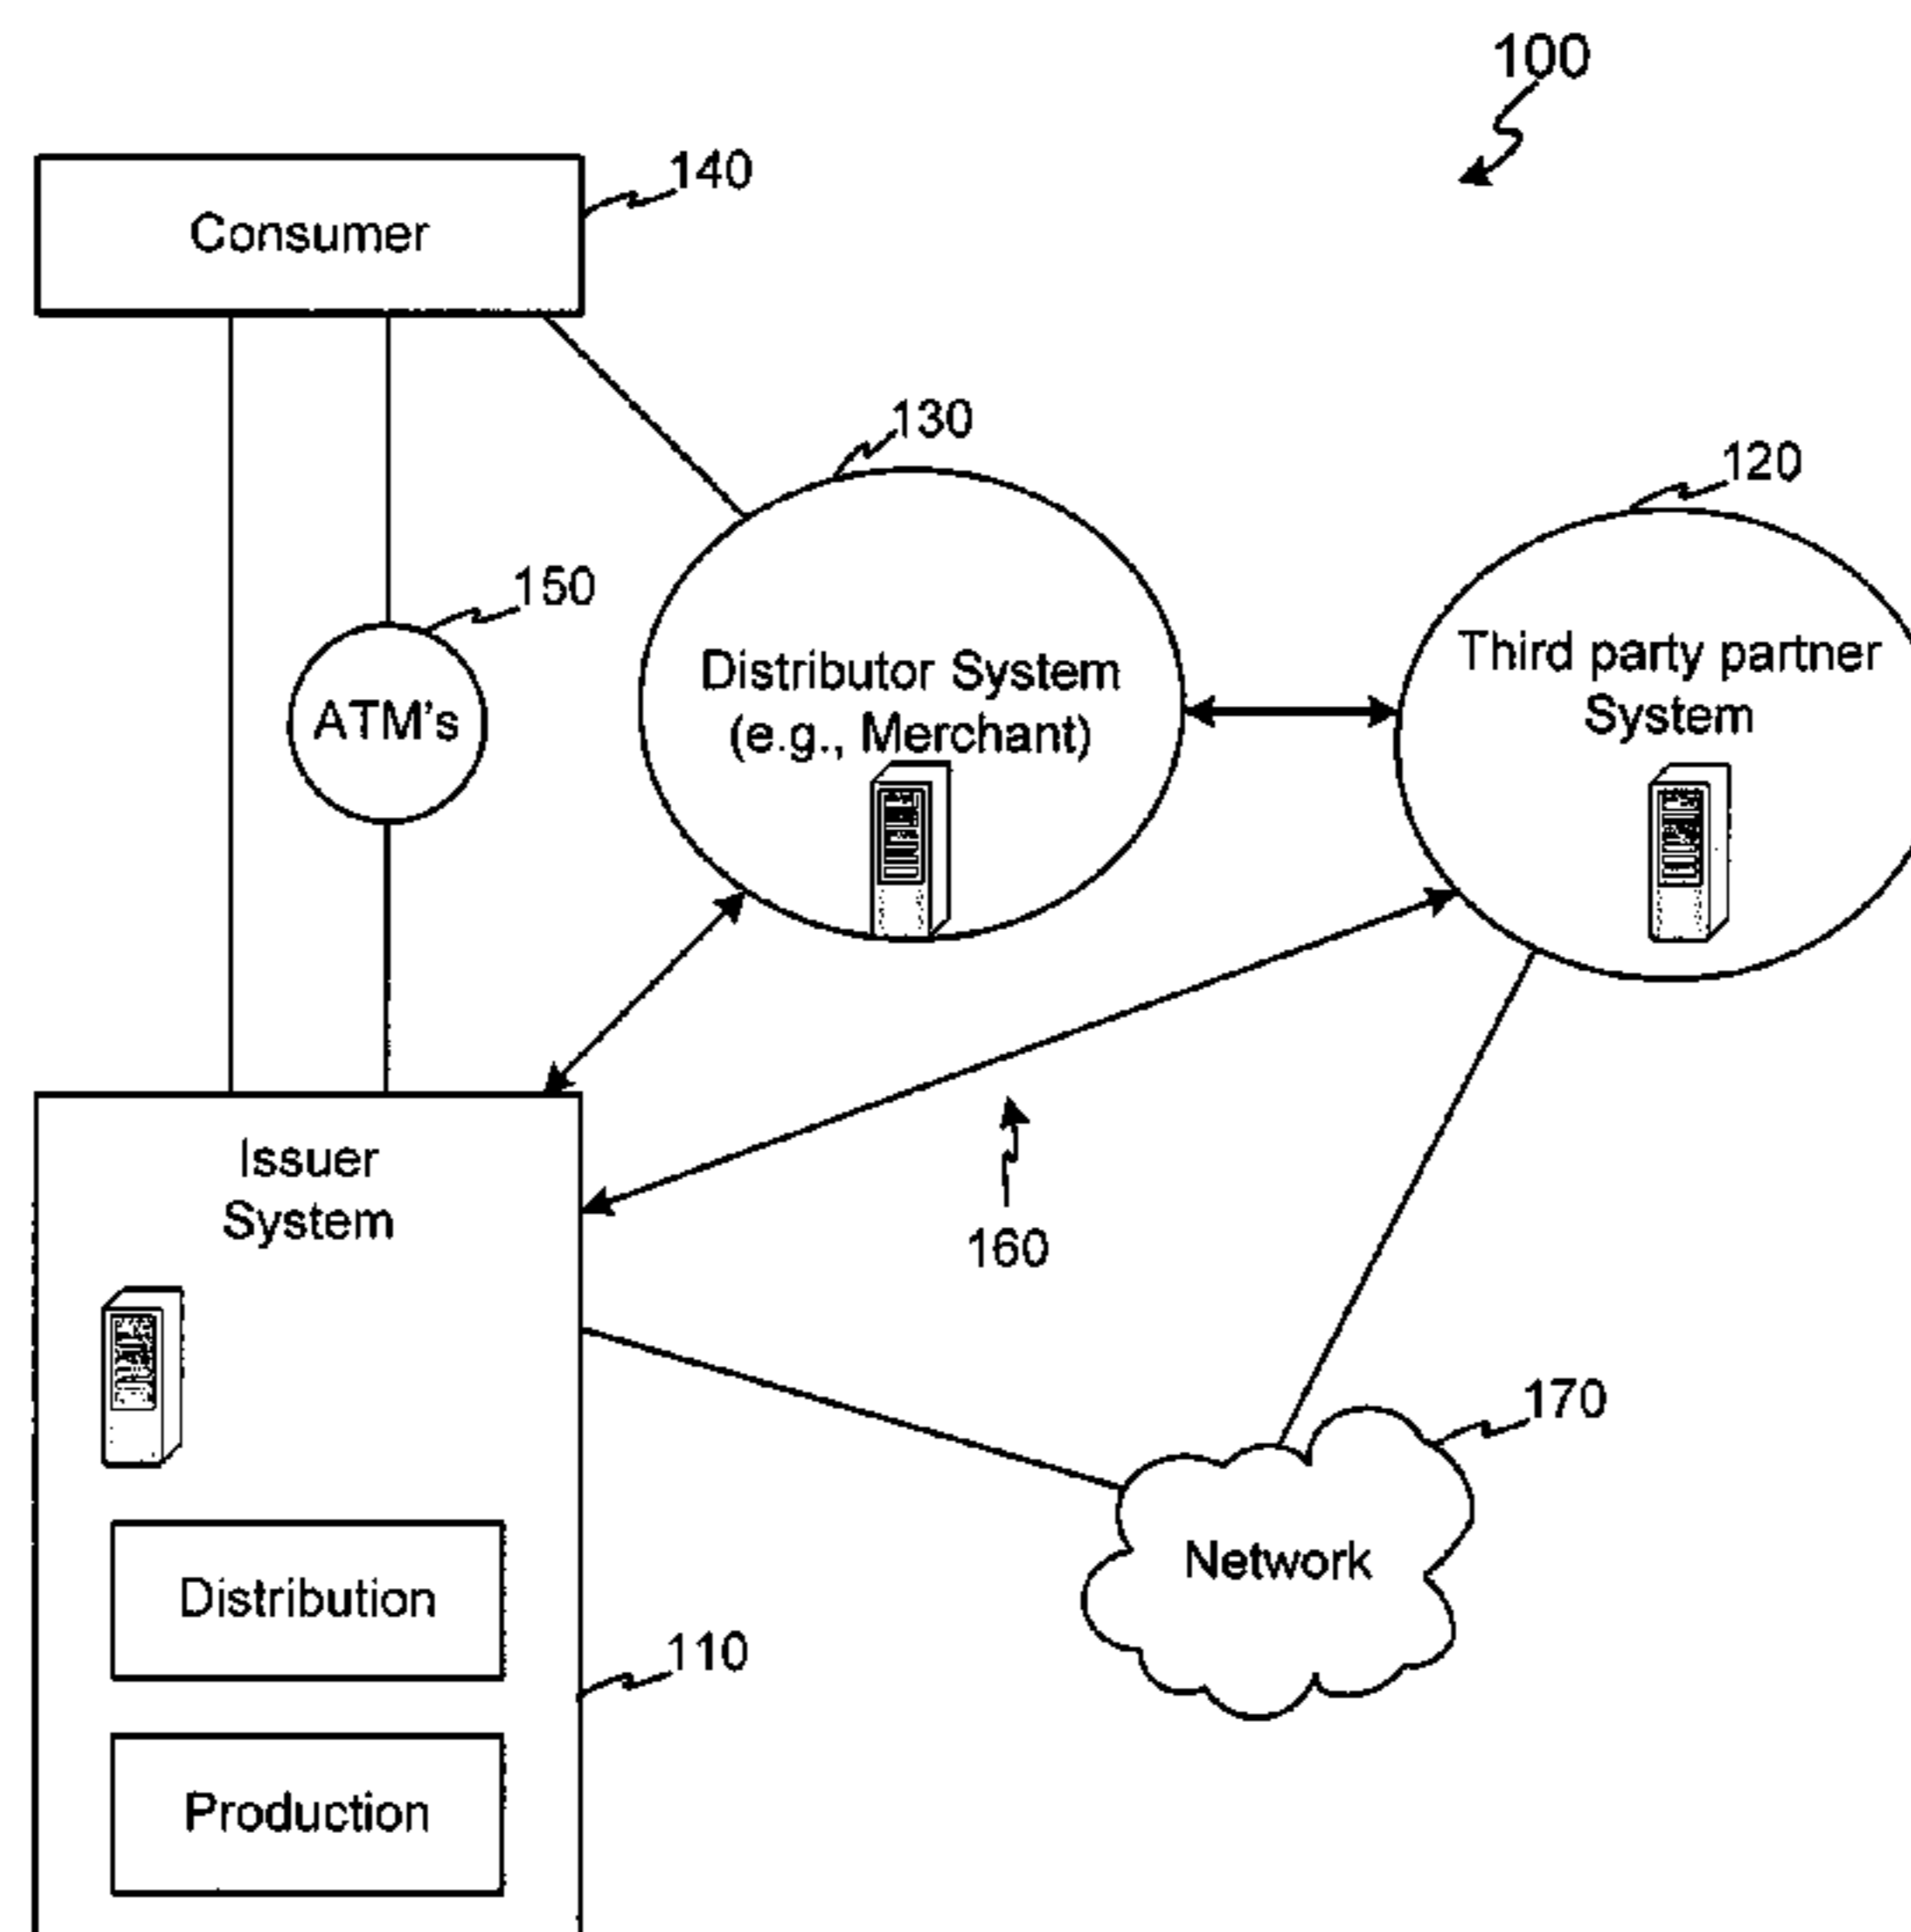 100
140
Consumer
130
120
150
Third party partner
System
Distributor System
(e.g., Merchant)
ATM's
Issuer
System
160
170
Network
Distribution
110
Production